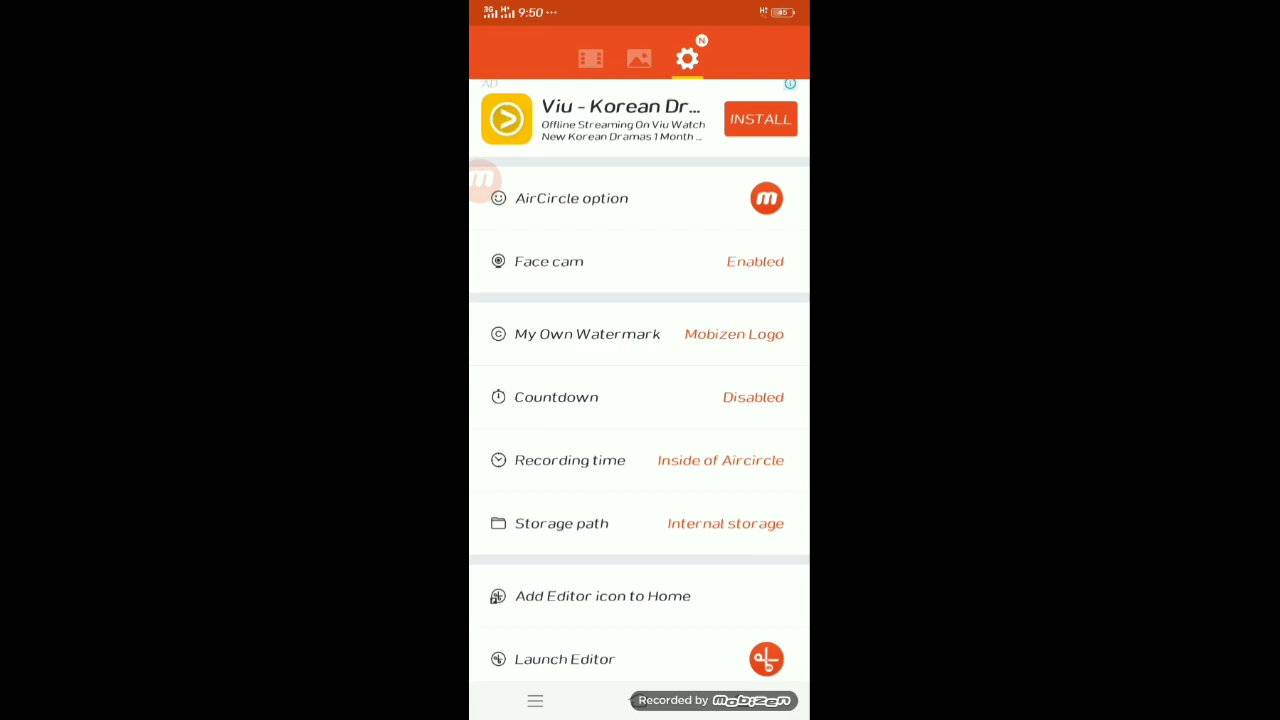 3G H+ 9:50 ...
85
N
AD
Viu - Korean Dr...
INSTALL
Offline Streaming On Viu Watch
New Korean Dramas 1 Month ...
AirCircle option
m
Face cam Enabled
My Own Watermark Mobizen Logo
Countdown Disabled
Recording time Inside of Aircircle
Storage path Internal storage
Add Editor icon to Home
Launch Editor
Recorded by mobizen